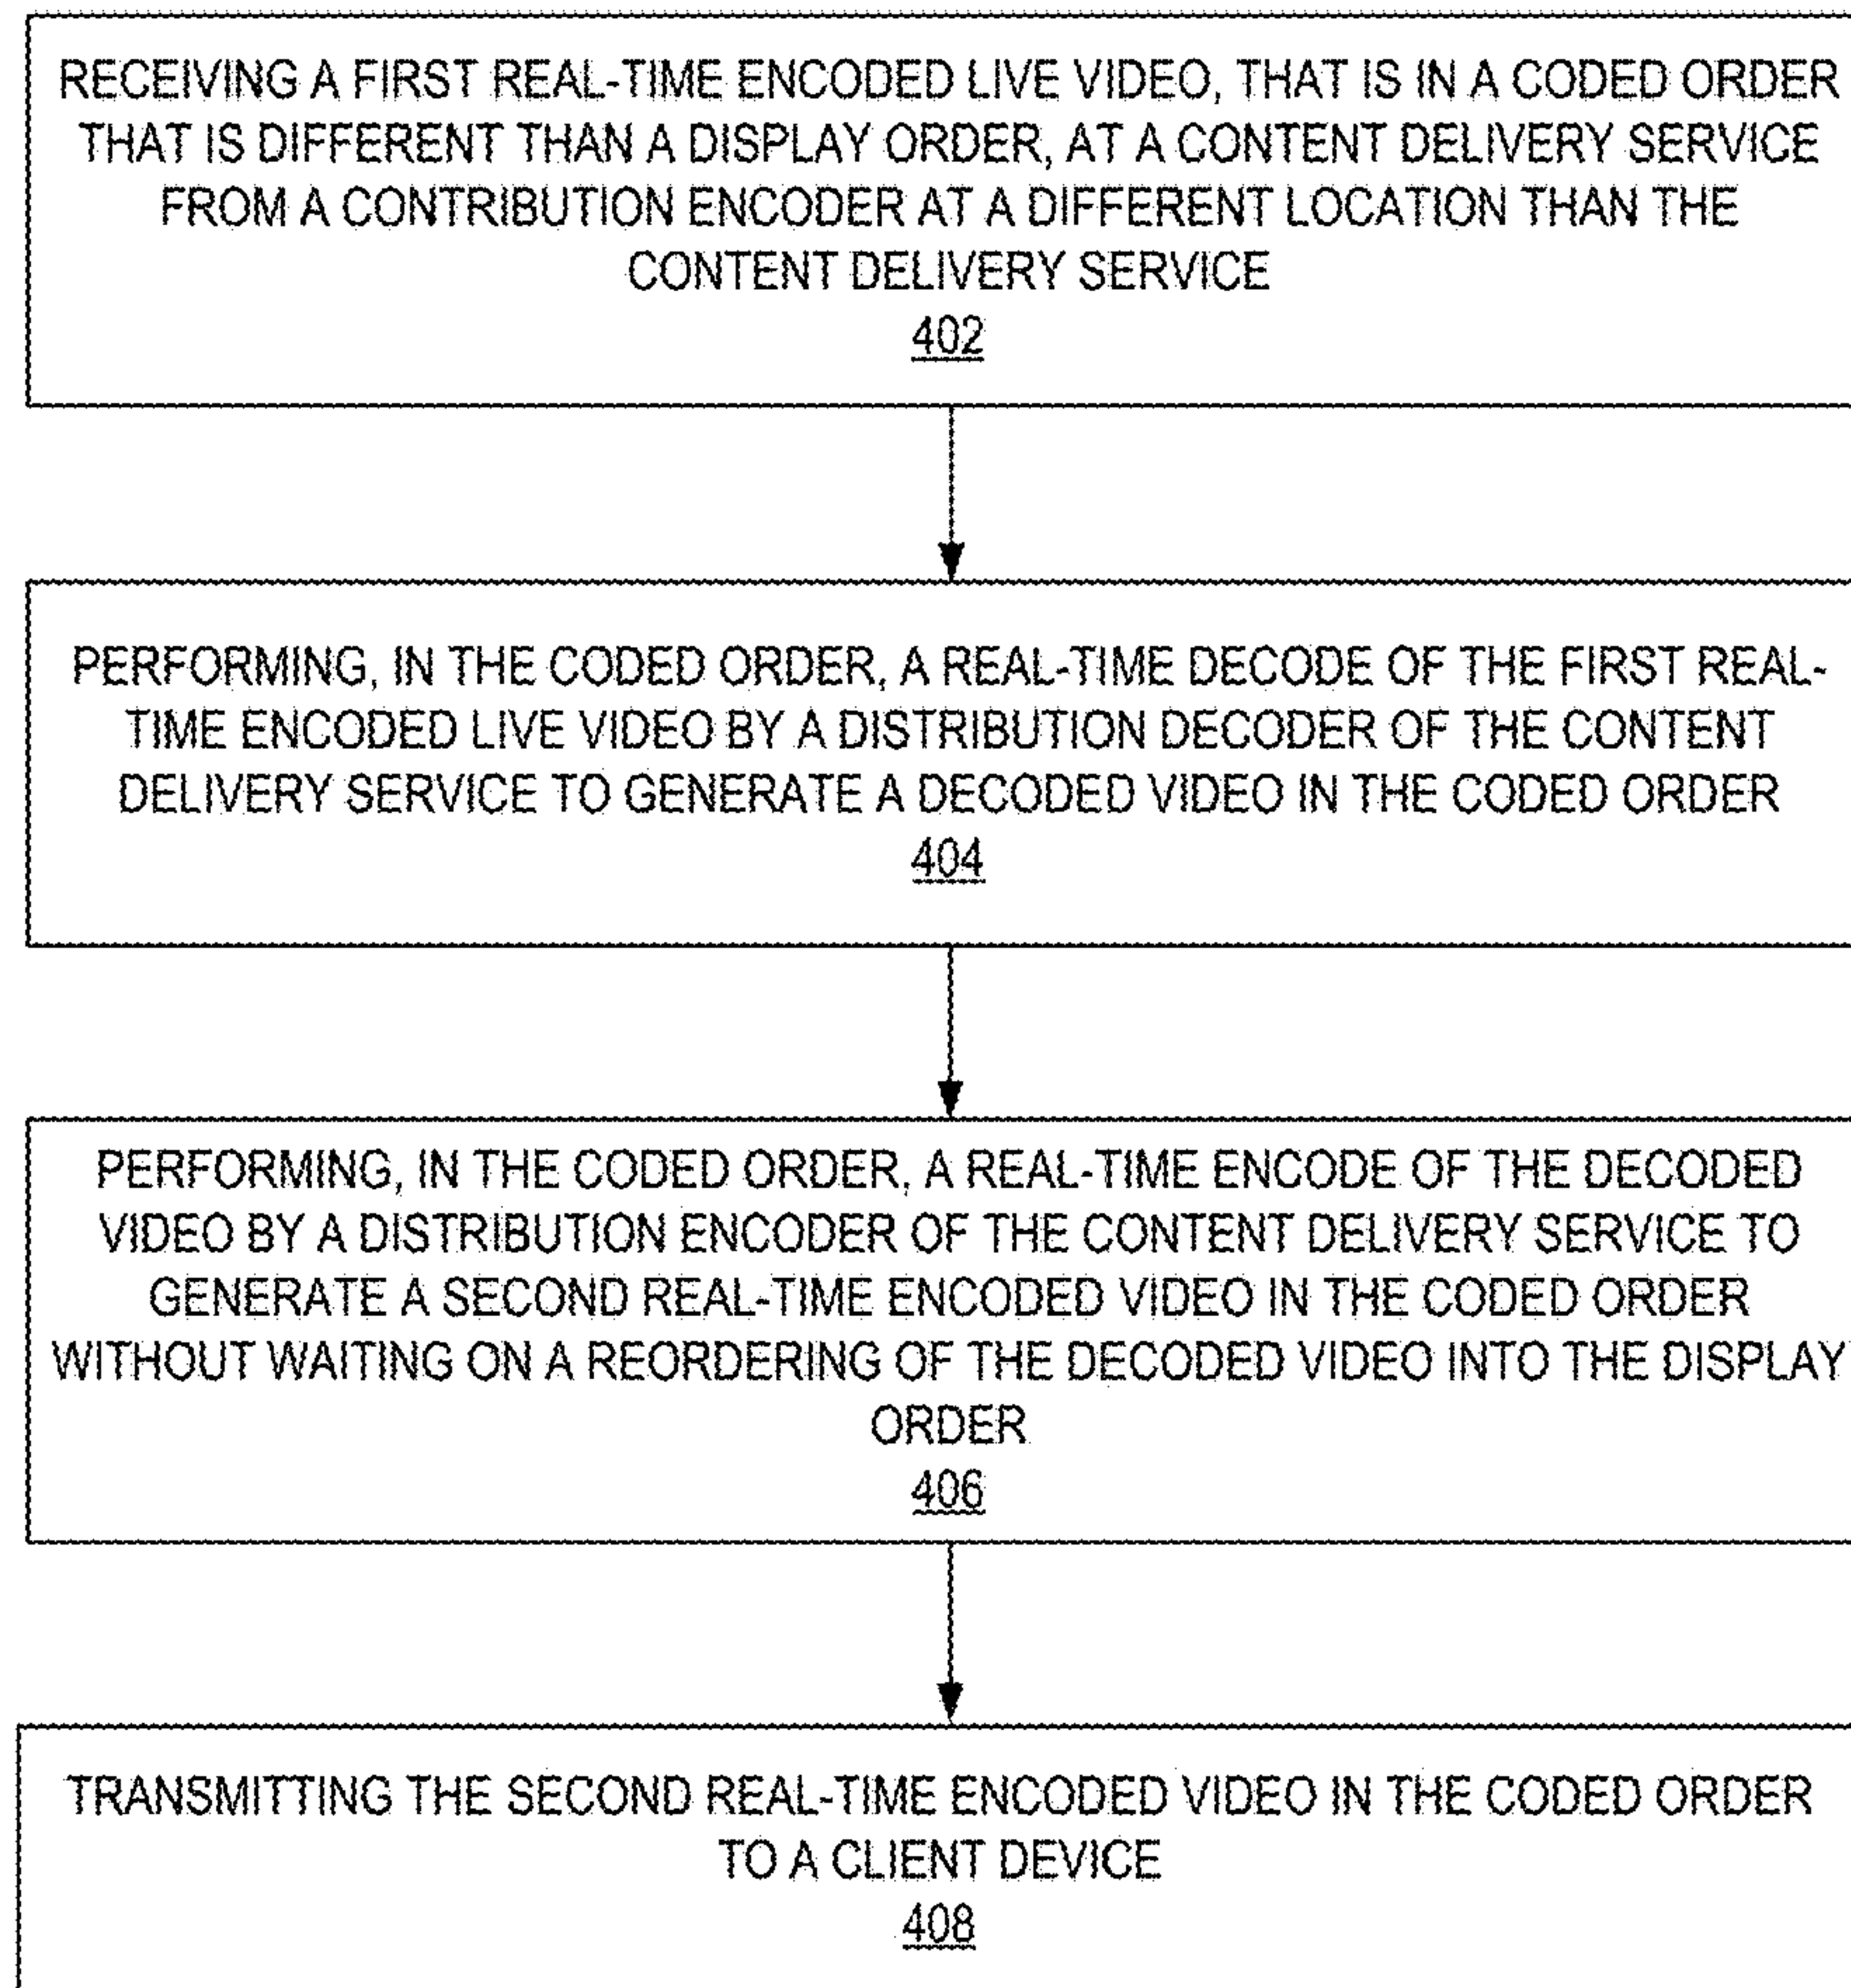 RECEIVING A FIRST REAL-TIME ENCODED LIVE VIDEO, THAT IS IN A CODED ORDER
THAT IS DIFFERENT THAN A DISPLAY ORDER, AT A CONTENT DELIVERY SERVICE
FROM A CONTRIBUTION ENCODER AT A DIFFERENT LOCATION THAN THE
CONTENT DELIVERY SERVICE
402
PERFORMING, IN THE CODED ORDER, A REAL-TIME DECODE OF THE FIRST REAL-
TIME ENCODED LIVE VIDEO BY A DISTRIBUTION DECODER OF THE CONTENT
DELIVERY SERVICE TO GENERATE A DECODED VIDEO IN THE CODED ORDER
404
PERFORMING, IN THE CODED ORDER, A REAL-TIME ENCODE OF THE DECODED
VIDEO BY A DISTRIBUTION ENCODER OF THE CONTENT DELIVERY SERVICE TO
GENERATE A SECOND REAL-TIME ENCODED VIDEO IN THE CODED ORDER
WITHOUT WAITING ON A REORDERING OF THE DECODED VIDEO INTO THE DISPLAY
ORDER
406
TRANSMITTING THE SECOND REAL-TIME ENCODED VIDEO IN THE CODED ORDER
TO A CLIENT DEVICE
408